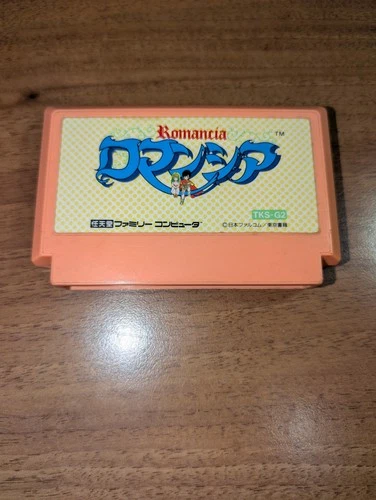 Romancia
ロマンシア TM
TKS-G2
任天堂 ファミリー コンピュータ TM
©日本ファルコム/東京書籍